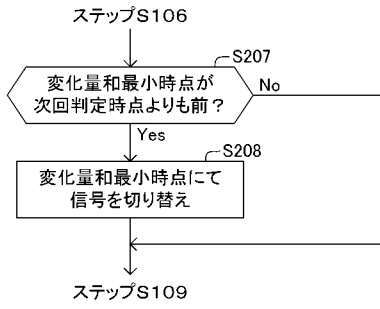 ステップS106
S207
変化量和最小時点が
次回判定時点よりも前?
No
Yes
S208
変化量和最小時点にて
信号を切り替え
ステップS109